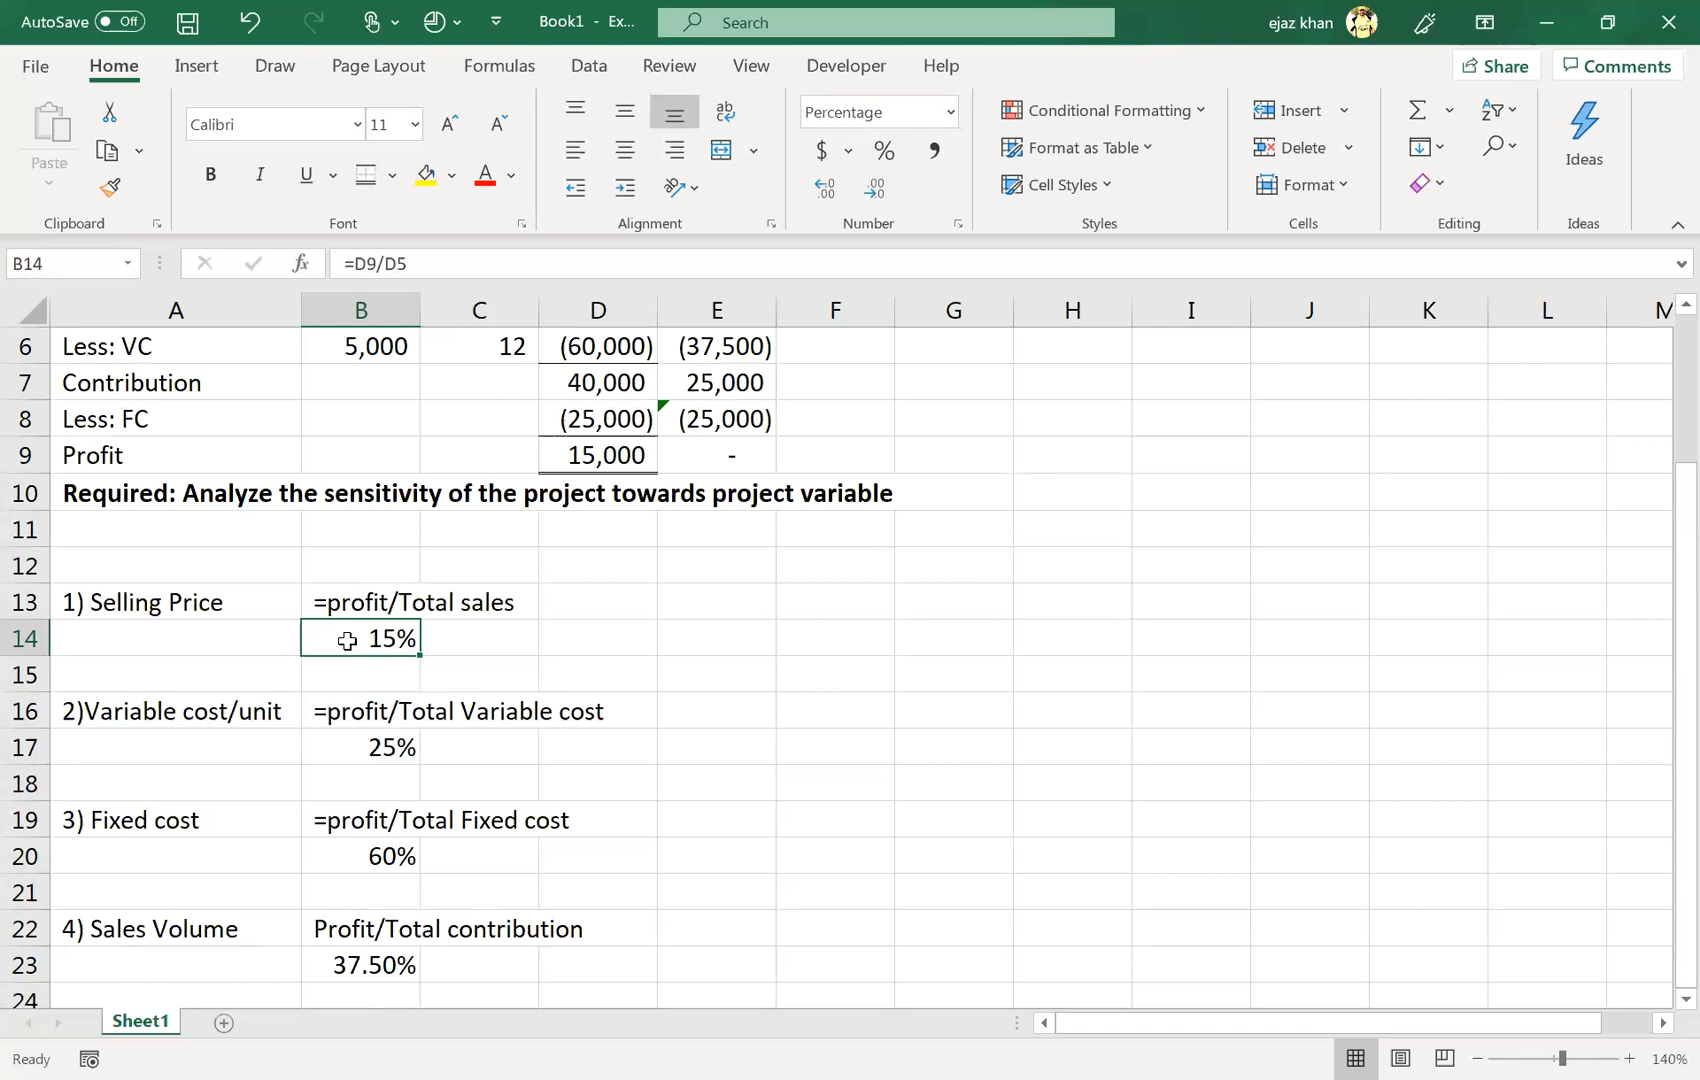 AutoSave Off Book1 - Ex... Search ejaz khan
File Home Insert Draw Page Layout Formulas Data Review View Developer Help Share Comments
Paste Calibri 11 Percentage Conditional Formatting Insert Ideas
B I U A $ % Format as Table Delete
Cell Styles Format
Clipboard Font Alignment Number Styles Cells Editing Ideas
B14 fx =D9/D5
A B C D E F G H I J K L M
6 Less: VC 5,000 12 (60,000) (37,500)
7 Contribution 40,000 25,000
8 Less: FC (25,000) (25,000)
9 Profit 15,000 -
10 Required: Analyze the sensitivity of the project towards project variable
11
12
13 1) Selling Price =profit/Total sales
14 15%
15
16 2)Variable cost/unit =profit/Total Variable cost
17 25%
18
19 3) Fixed cost =profit/Total Fixed cost
20 60%
21
22 4) Sales Volume Profit/Total contribution
23 37.50%
24
Sheet1
Ready 140%